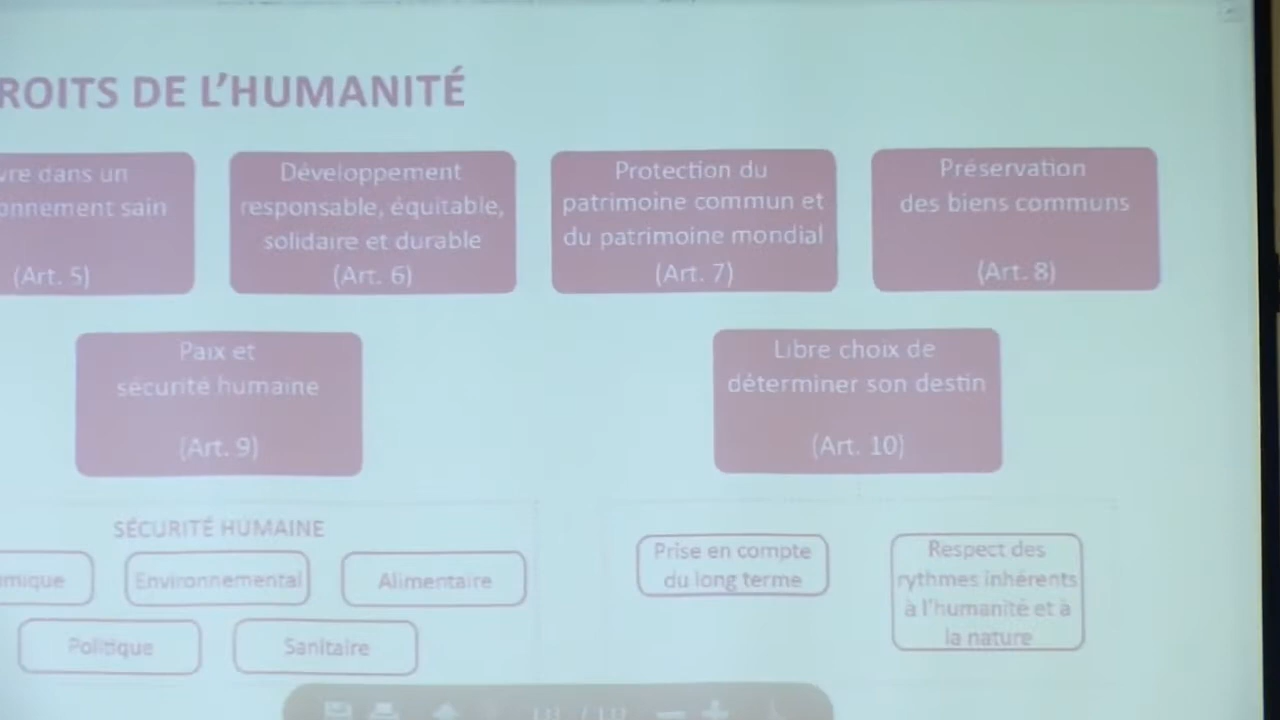 ROITS DE L'HUMANITÉ
vre dans un
onnement sain
(Art. 5)
Développement
responsable, équitable,
solidaire et durable
(Art. 6)
Protection du
patrimoine commun et
du patrimoine mondial
(Art. 7)
Préservation
des biens communs
(Art. 8)
Paix et
sécurité humaine
(Art. 9)
Libre choix de
déterminer son destin
(Art. 10)
SÉCURITÉ HUMAINE
mique
Environnemental
Alimentaire
Politique
Sanitaire
Prise en compte
du long terme
Respect des
rythmes inhérents
à l'humanité et à
la nature